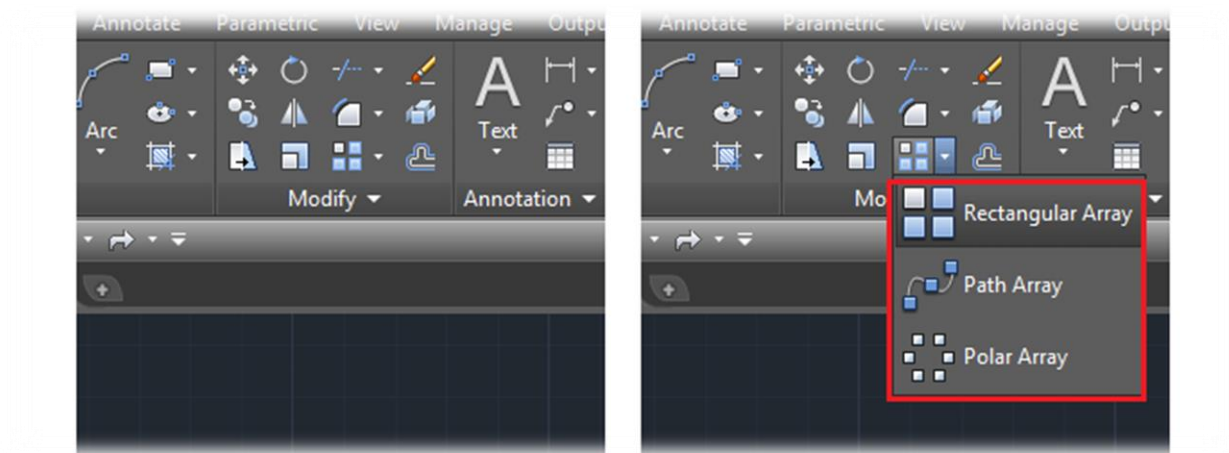 Annotate Parametric View Manage Outpu
Arc
Text
Modify
Annotation
Annotate Parametric View Manage Outpu
Arc
Text
Mo
Rectangular Array
Path Array
Polar Array